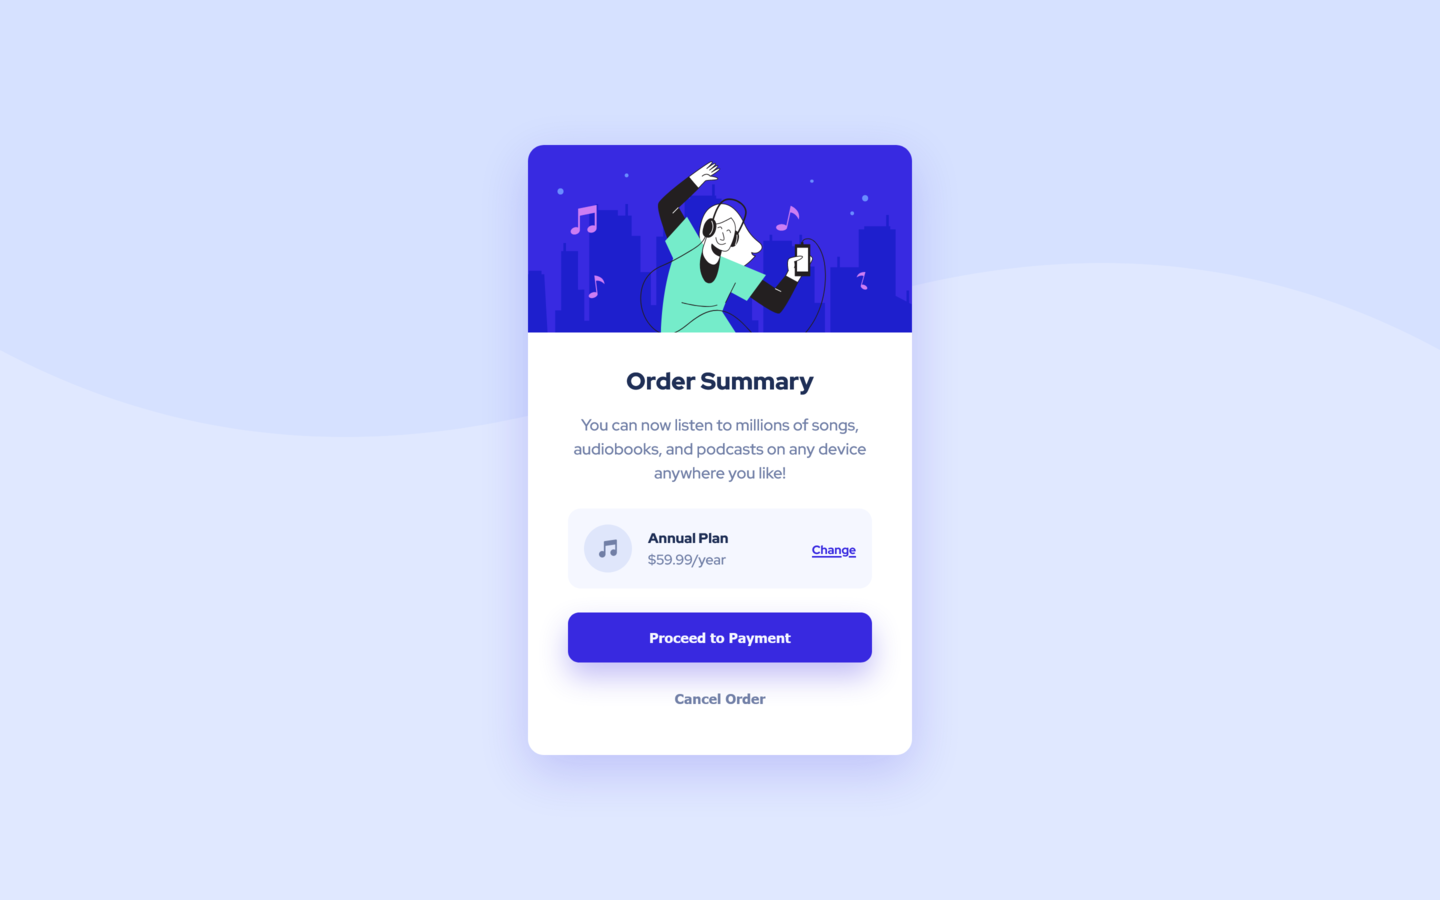 Order Summary
You can now listen to millions of songs,
audiobooks, and podcasts on any device
anywhere you like!
Annual Plan
$59.99/year
Change
Proceed to Payment
Cancel Order